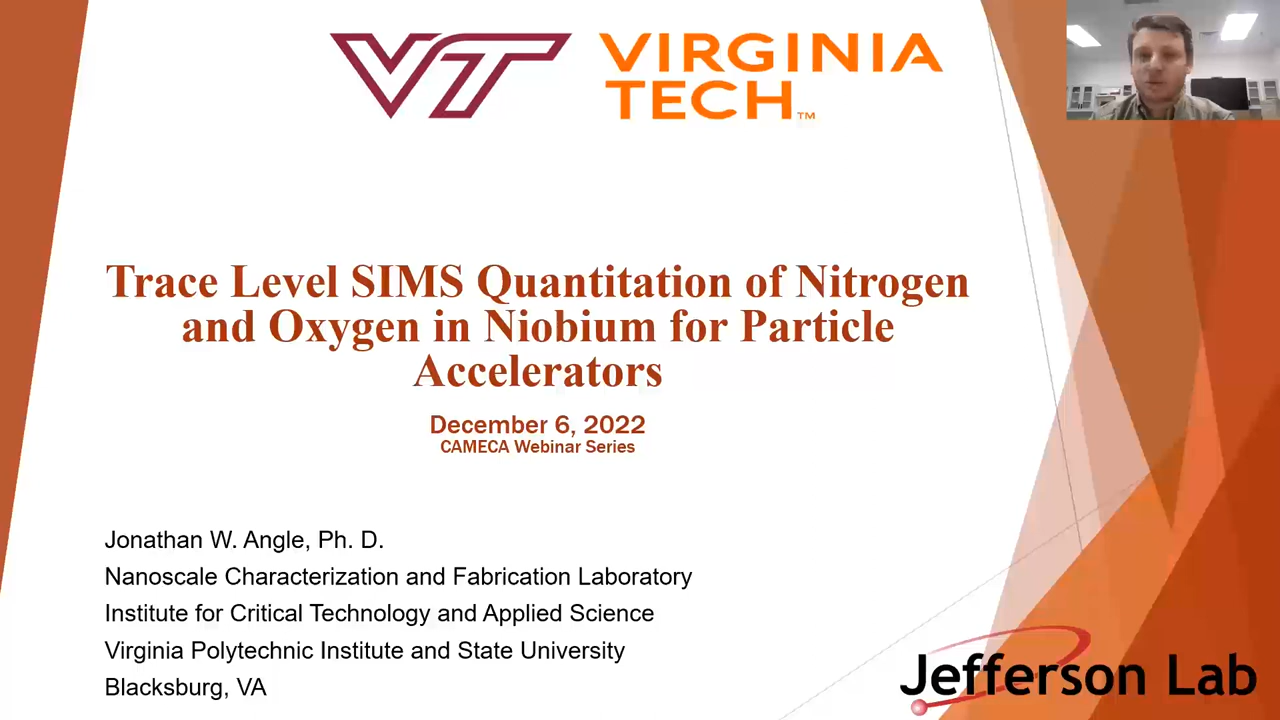 VT VIRGINIA
TECH™
Trace Level SIMS Quantitation of Nitrogen
and Oxygen in Niobium for Particle
Accelerators
December 6, 2022
CAMECA Webinar Series
Jonathan W. Angle, Ph. D.
Nanoscale Characterization and Fabrication Laboratory
Institute for Critical Technology and Applied Science
Virginia Polytechnic Institute and State University
Blacksburg, VA
Jefferson Lab